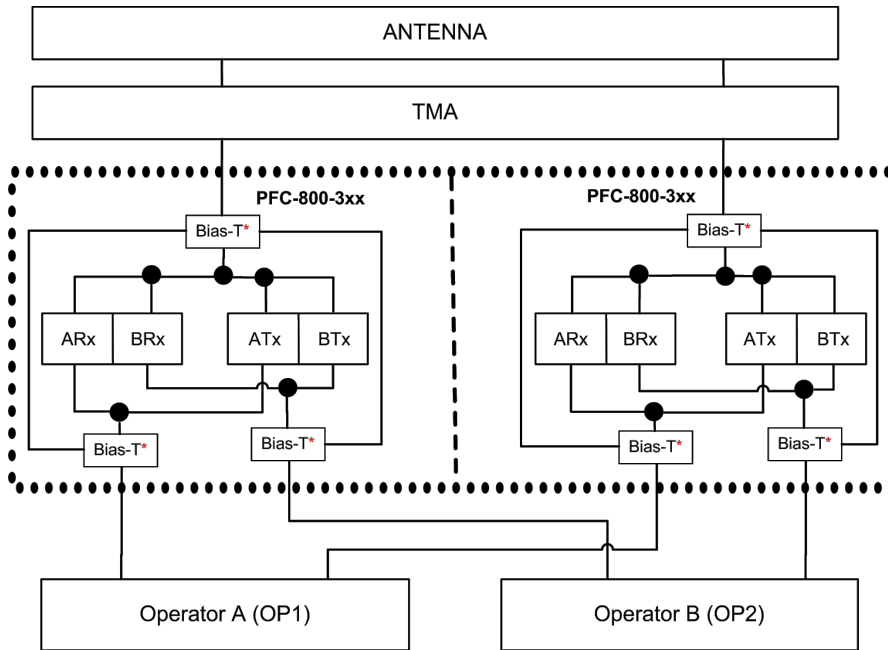 ANTENNA
TMA
PFC-800-3xx
PFC-800-3xx
Bias-T*
Bias-T*
ARx BRx ATx BTx
ARx BRx ATx BTx
Bias-T*
Bias-T*
Bias-T*
Bias-T*
Operator A (OP1)
Operator B (OP2)